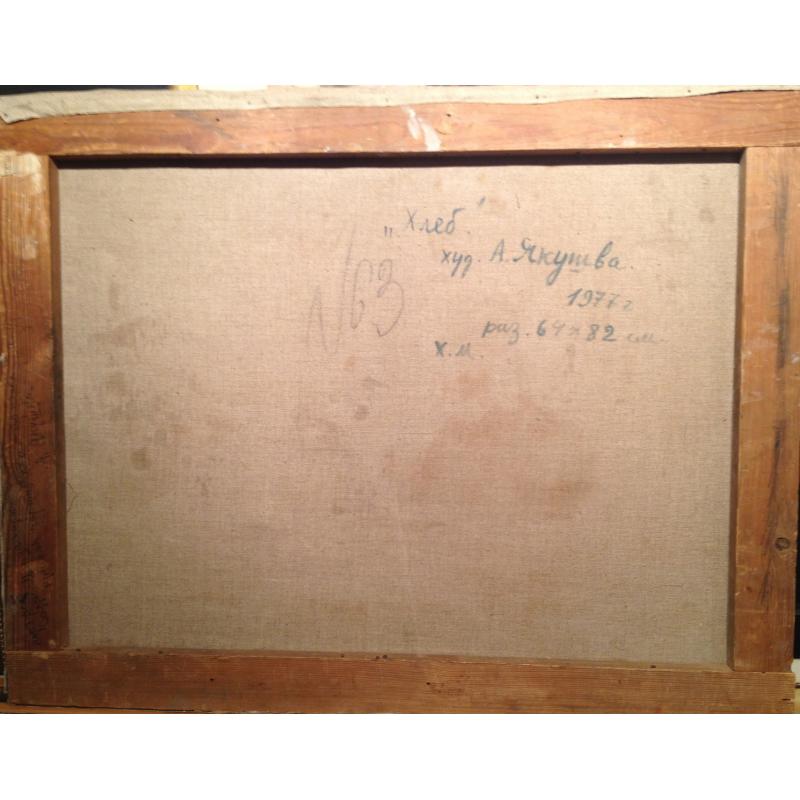 „Хлеб."
худ. А. Якушва.
1977 г
раз. 64 x 82 см.
х.м.
№63